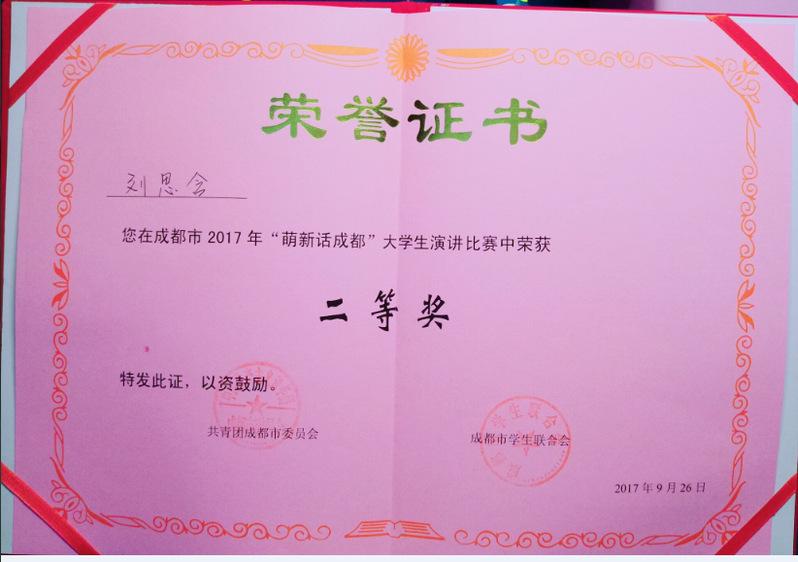 荣誉证书
刘思会
您在成都市 2017 年“萌新话成都”大学生演讲比赛中荣获
二等奖
特发此证，以资鼓励。
共青团成都市委员会
成都市学生联合会
2017 年 9 月 26 日